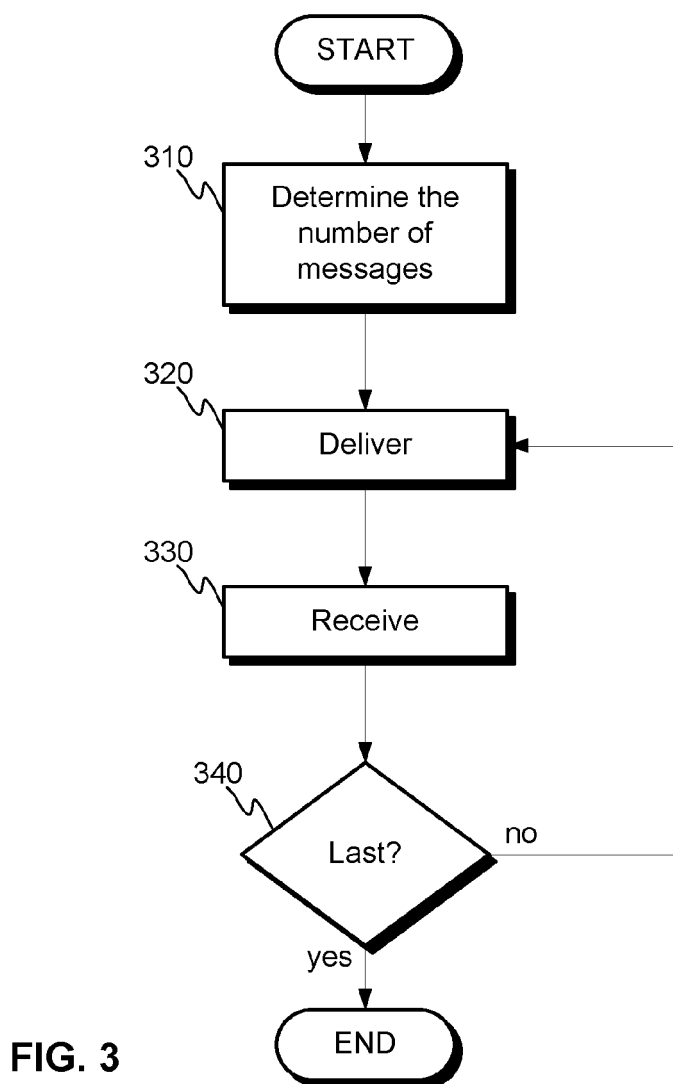 START
310
Determine the
number of
messages
320
Deliver
330
Receive
340
Last?
no
yes
END
FIG. 3